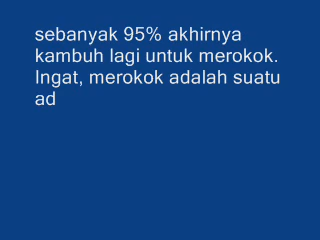 sebanyak 95% akhirnya
kambuh lagi untuk merokok.
Ingat, merokok adalah suatu
ad